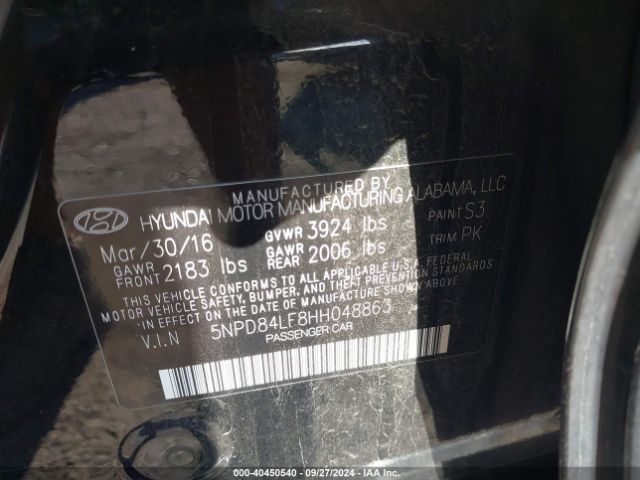 MANUFACTURED BY
HYUNDAI MOTOR MANUFACTURING ALABAMA, LLC
Mar/30/16 GVWR 3924 lbs PAINT S3
GAWR FRONT 2183 lbs GAWR REAR 2006 lbs TRIM PK
THIS VEHICLE CONFORMS TO ALL APPLICABLE U.S.A. FEDERAL
MOTOR VEHICLE SAFETY, BUMPER, AND THEFT PREVENTION STANDARDS
IN EFFECT ON THE DATE OF MANUFACTURE SHOWN ABOVE.
V.I.N 5NPD84LF8HH048863
PASSENGER CAR
000-40450540 - 09/27/2024 - IAA Inc.